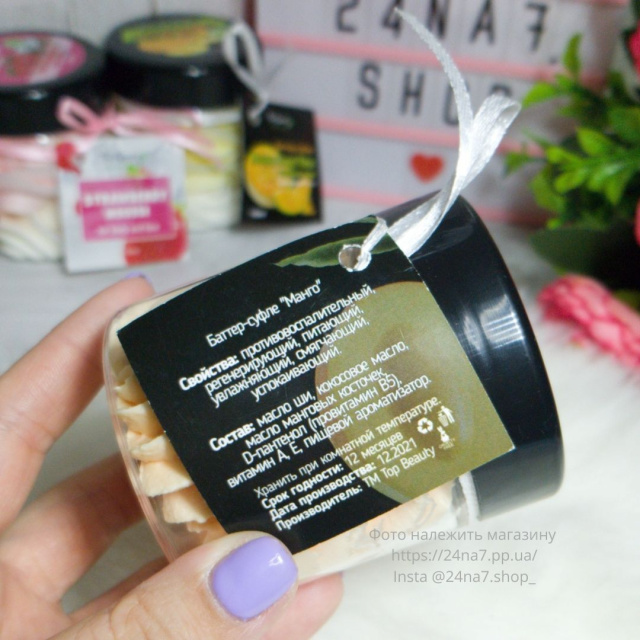 24NA7.
SHOP
Баттер-суфле "Манго"
Свойства: противовоспалительный,
регенерирующий, питающий,
увлажняющий, смягчающий,
успокаивающий.
Состав: масло ши, кокосовое масло,
масло манговых косточек,
D-пантенол (провитамин B5),
витамин А, Е, пищевой ароматизатор.
Хранить при комнатной температуре.
Срок годности: 12 месяцев
Дата производства: 12.2021
Производитель: ТМ Top Beauty
Фото належить магазину
https://24na7.pp.ua/
Insta @24na7.shop_